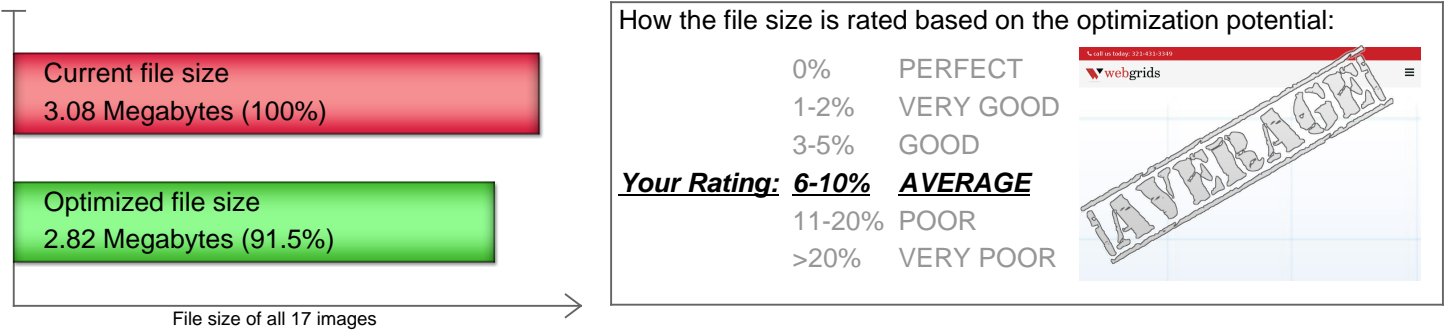 Current file size
3.08 Megabytes (100%)
Optimized file size
2.82 Megabytes (91.5%)
File size of all 17 images
How the file size is rated based on the optimization potential:
0% PERFECT
1-2% VERY GOOD
3-5% GOOD
Your Rating: 6-10% AVERAGE
11-20% POOR
>20% VERY POOR
call us today: 321-431-3349
webgrids
!AVERAGE!